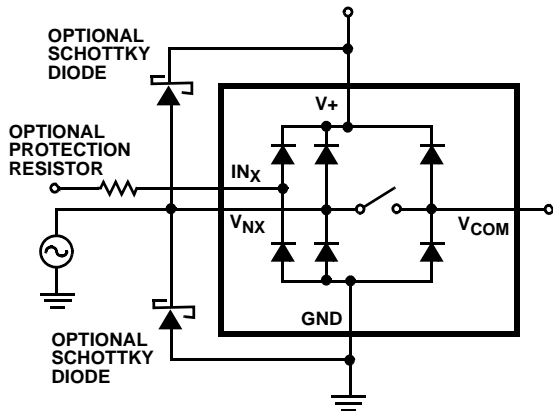 OPTIONAL
SCHOTTKY
DIODE
OPTIONAL
PROTECTION
RESISTOR
V+
INX
VNX
VCOM
GND
OPTIONAL
SCHOTTKY
DIODE